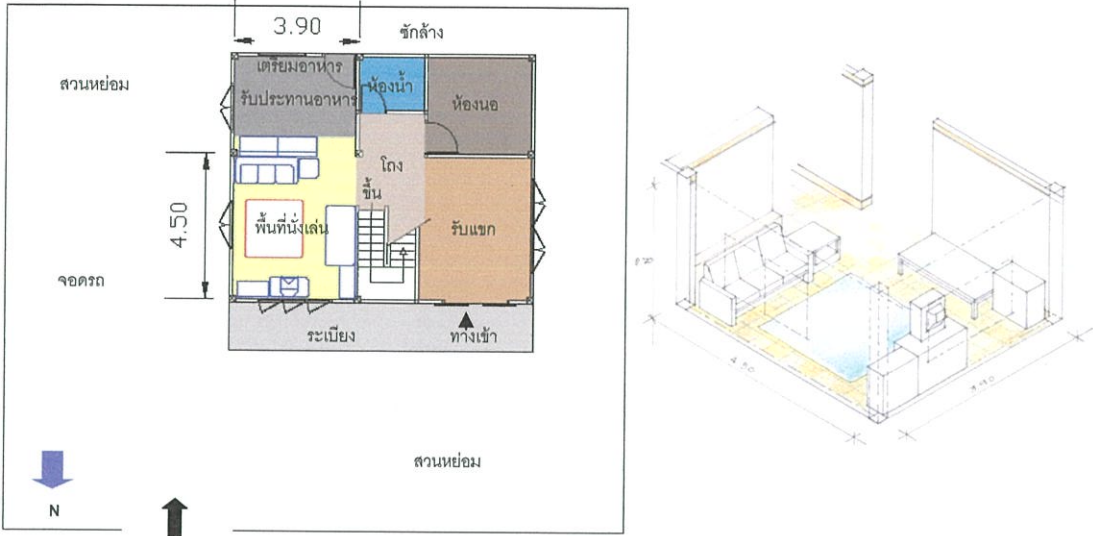 3.90
ซักล้าง
สวนหย่อม
เตรียมอาหาร
ห้องน้ำ
รับประทานอาหาร
ห้องนอ
โถง
ขึ้น
4.50
พื้นที่นั่งเล่น
รับแขก
จอดรถ
ระเบียง
ทางเข้า
สวนหย่อม
N
4.50
3.90